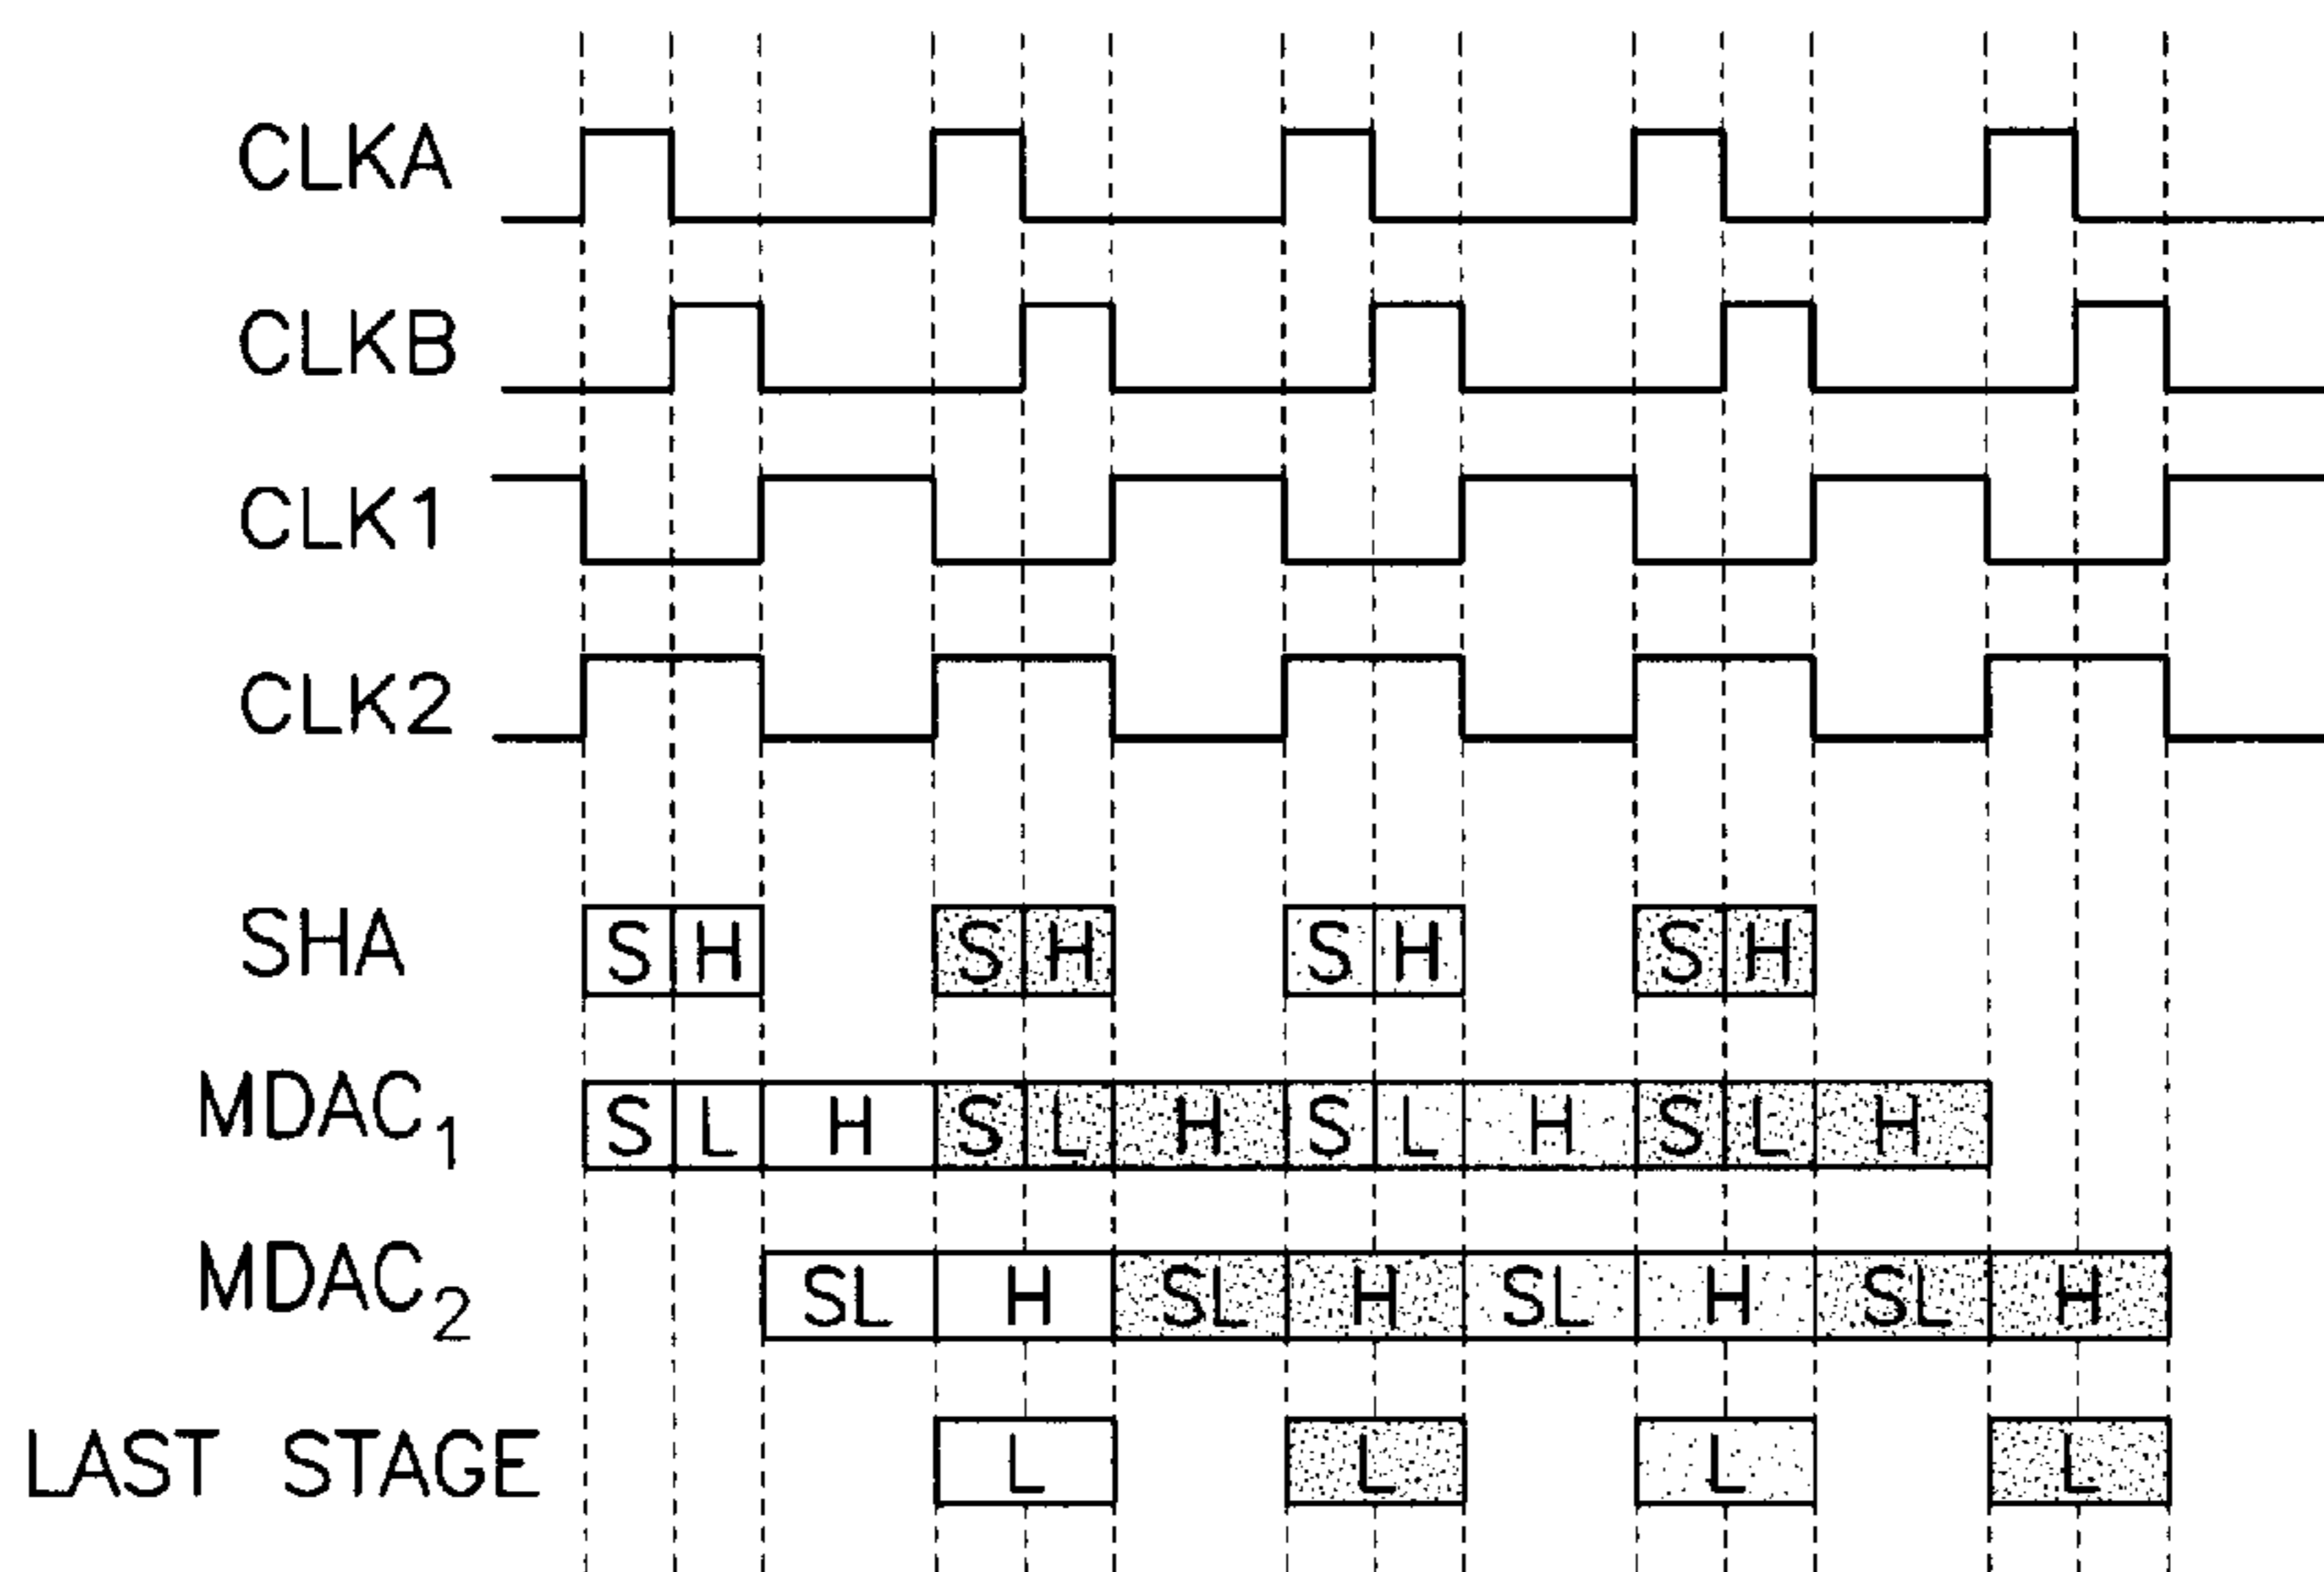 CLKA
CLKB
CLK1
CLK2
SHA S H S H S H S H
MDAC1 S L H S L H S L H S L H
MDAC2 SL H SL H SL H SL H
LAST STAGE L L L L